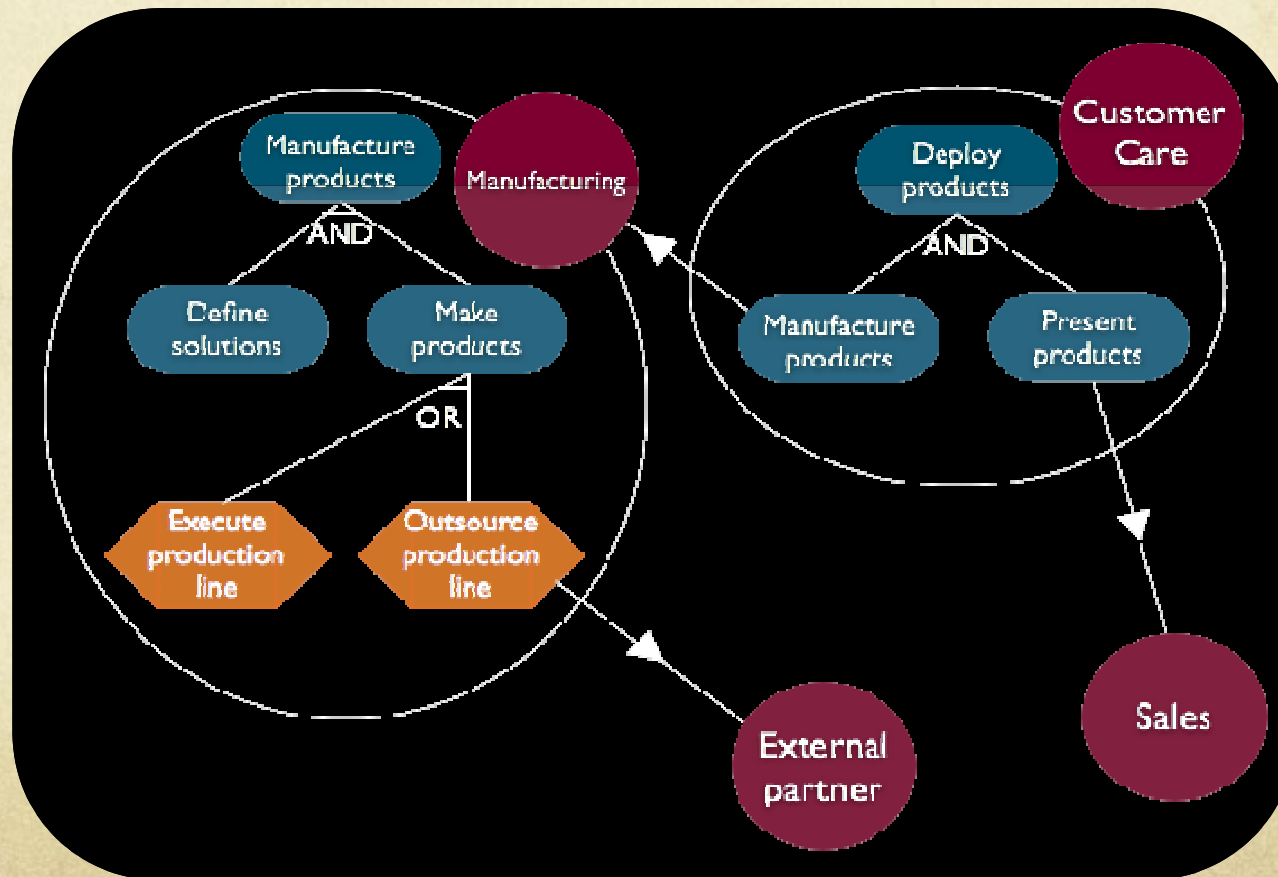 Manufacture
products
Manufacturing
AND
Define
solutions
Make
products
OR
Execute
production
line
Outsource
production
line
Customer
Care
Deploy
products
AND
Manufacture
products
Present
products
External
partner
Sales